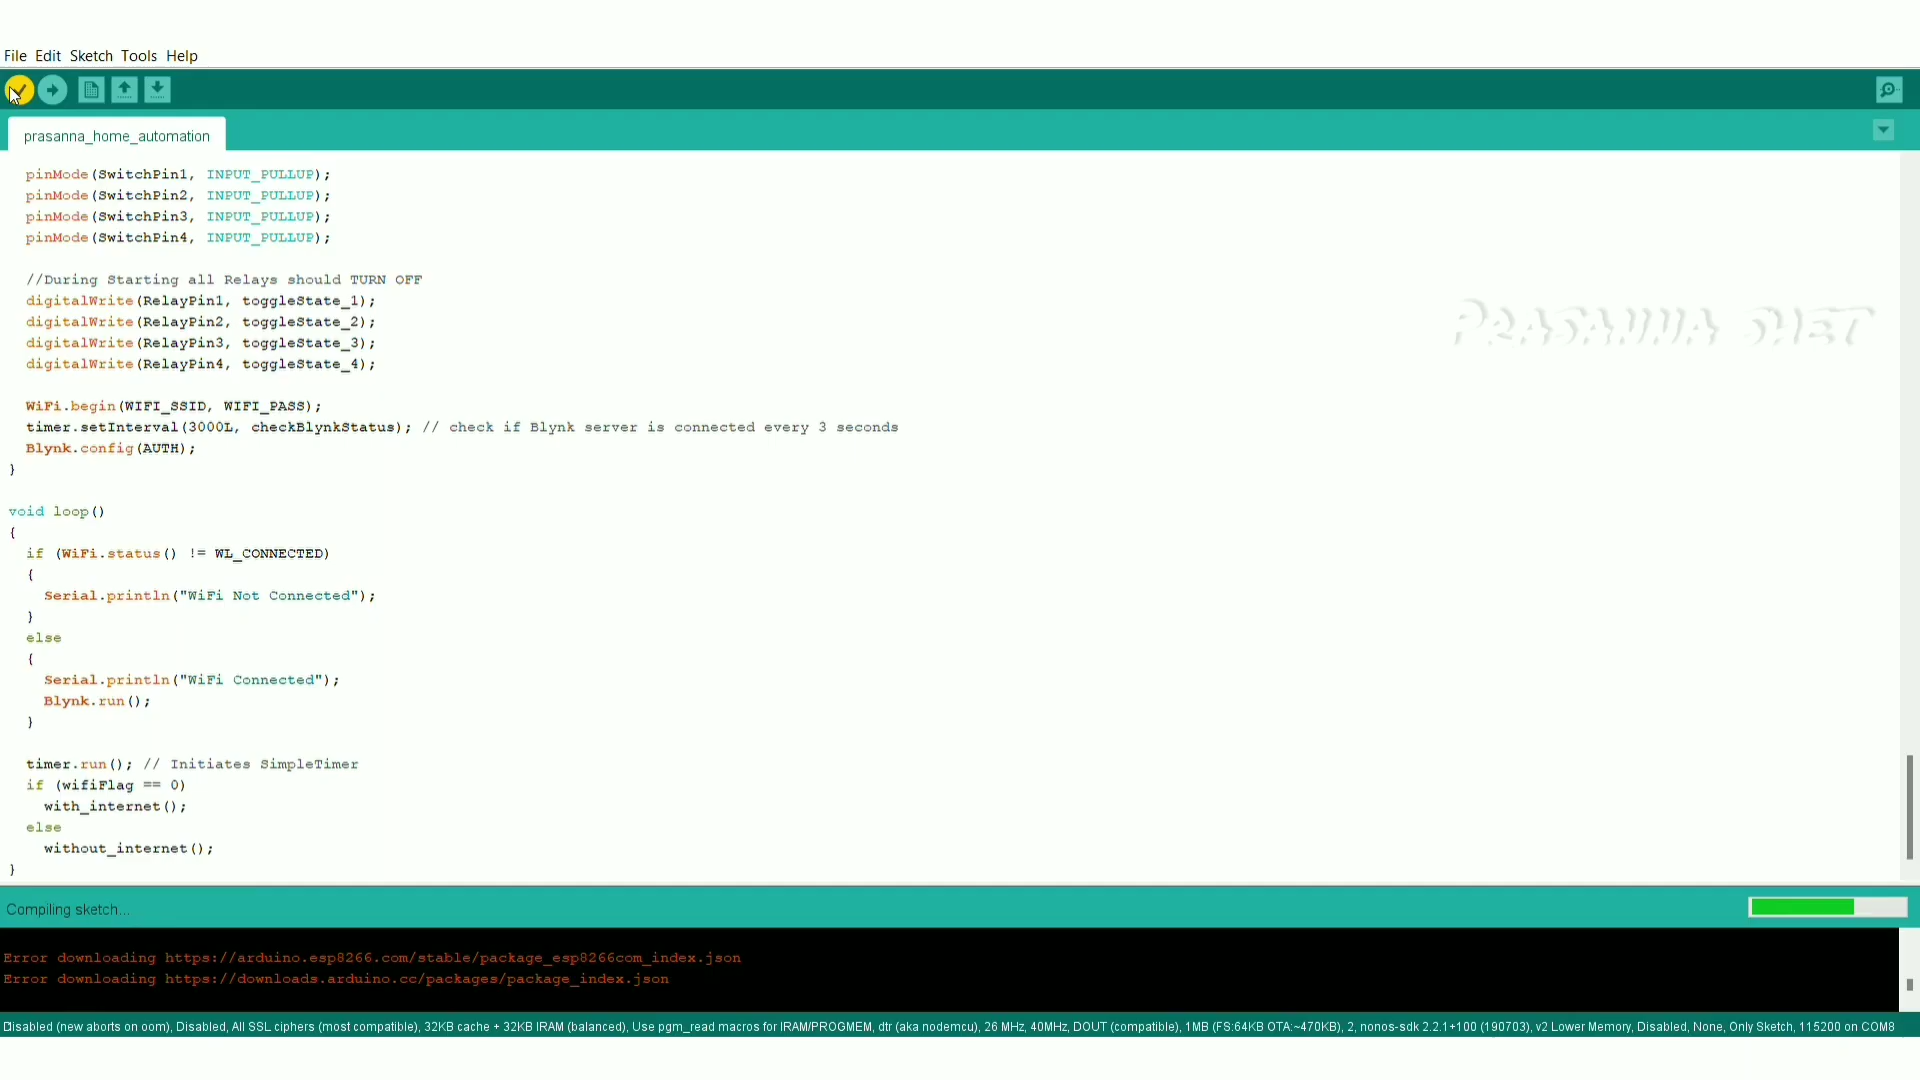 File Edit Sketch Tools Help
prasanna_home_automation
pinMode(SwitchPin1, INPUT_PULLUP);
pinMode(SwitchPin2, INPUT_PULLUP);
pinMode(SwitchPin3, INPUT_PULLUP);
pinMode(SwitchPin4, INPUT_PULLUP);
//During Starting all Relays should TURN OFF
digitalWrite(RelayPin1, toggleState_1);
digitalWrite(RelayPin2, toggleState_2);
digitalWrite(RelayPin3, toggleState_3);
digitalWrite(RelayPin4, toggleState_4);
PRASANNA SHET
WiFi.begin(WIFI_SSID, WIFI_PASS);
timer.setInterval(3000L, checkBlynkStatus); // check if Blynk server is connected every 3 seconds
Blynk.config(AUTH);
}
void loop()
{
if (WiFi.status() != WL_CONNECTED)
{
Serial.println("WiFi Not Connected");
}
else
{
Serial.println("WiFi Connected");
Blynk.run();
}
timer.run(); // Initiates SimpleTimer
if (wifiFlag == 0)
with_internet();
else
without_internet();
}
Compiling sketch...
Error downloading https://arduino.esp8266.com/stable/package_esp8266com_index.json
Error downloading https://downloads.arduino.cc/packages/package_index.json
Disabled (new aborts on oom), Disabled, All SSL ciphers (most compatible), 32KB cache + 32KB IRAM (balanced), Use pgm_read macros for IRAM/PROGMEM, dtr (aka nodemcu), 26 MHz, 40MHz, DOUT (compatible), 1MB (FS:64KB OTA:~470KB), 2, nonos-sdk 2.2.1+100 (190703), v2 Lower Memory, Disabled, None, Only Sketch, 115200 on COM8